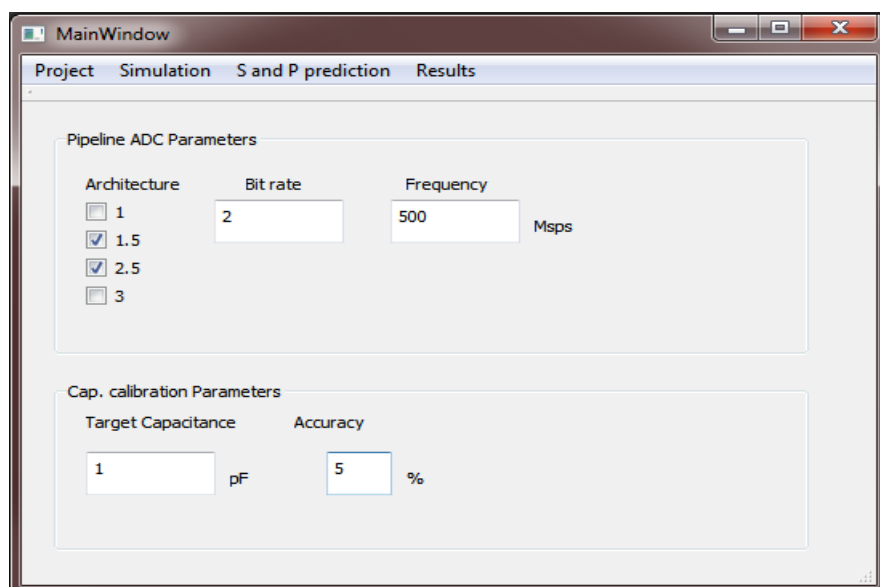 MainWindow
Project Simulation S and P prediction Results
Pipeline ADC Parameters
Architecture Bit rate Frequency
1
2 500 Msps
1.5
2.5
3
Cap. calibration Parameters
Target Capacitance Accuracy
1 pF 5 %